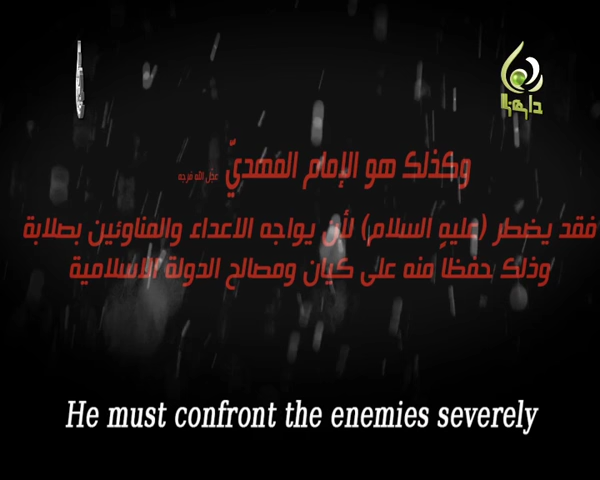 وكذلك هو الإمام المهديّ عجل الله فرجه
فقد يضطر (عليه السلام) لأن يواجه الاعداء والمناوئين بصلابة
وذلك حفظاً منه على كيان ومصالح الدولة الاسلامية
He must confront the enemies severely